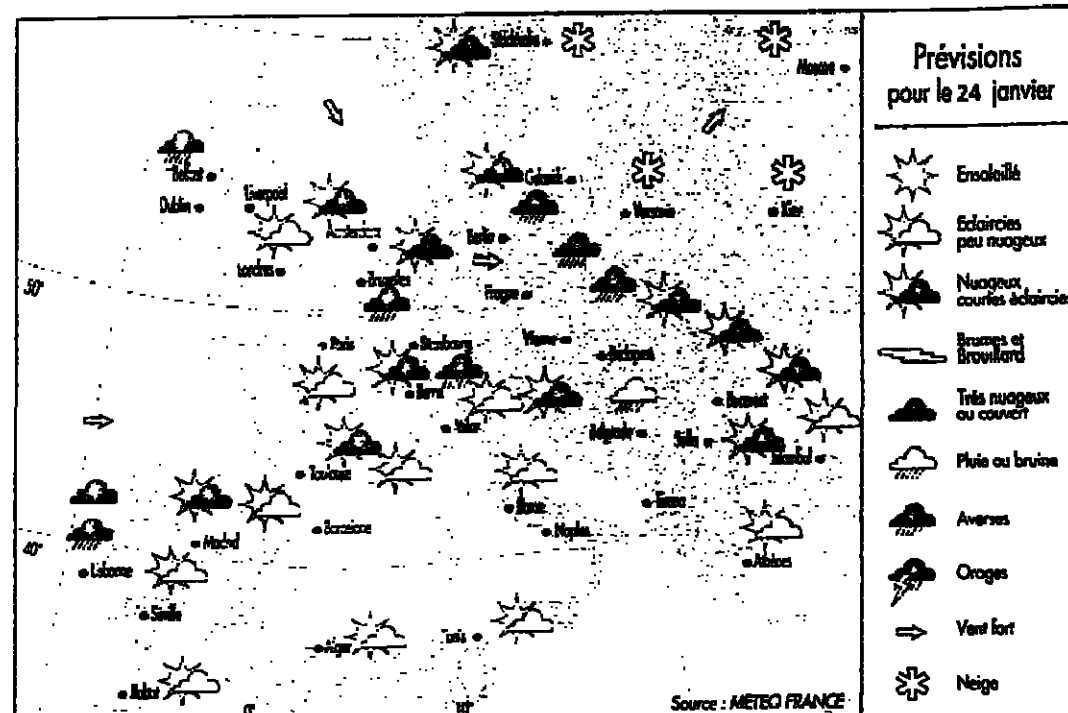 Stockholm
Moscou
Belfast
Dublin
Liverpool
Gdansk
Varsovie
Kiev
Amsterdam
Berlin
Londres
Bruxelles
50°
Prague
Paris
Strasbourg
Vienne
Budapest
Berne
Bucarest
Milan
Belgrade
Sofia
Istanbul
Toulouse
Rome
Tirana
Barcelone
Naples
Madrid
40°
Lisbonne
Athènes
Séville
Alger
Tunis
Rabat
0°
10°
Source : METEO FRANCE
Prévisions
pour le 24 janvier
Ensoleillé
Eclaircies
peu nuageux
Nuageux
courtes éclaircies
Brumes et
Brouillard
Très nuageux
ou couvert
Pluie ou bruine
Averses
Orages
Vent fort
Neige